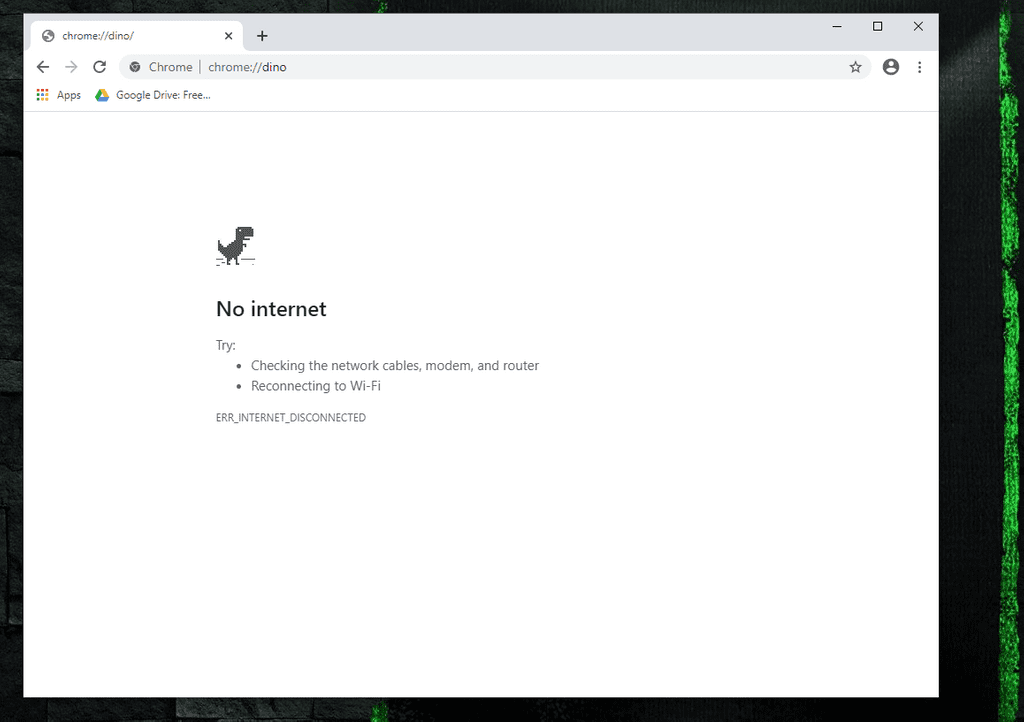 chrome://dino/
Chrome | chrome://dino
Apps Google Drive: Free...
No internet
Try:
• Checking the network cables, modem, and router
• Reconnecting to Wi-Fi
ERR_INTERNET_DISCONNECTED